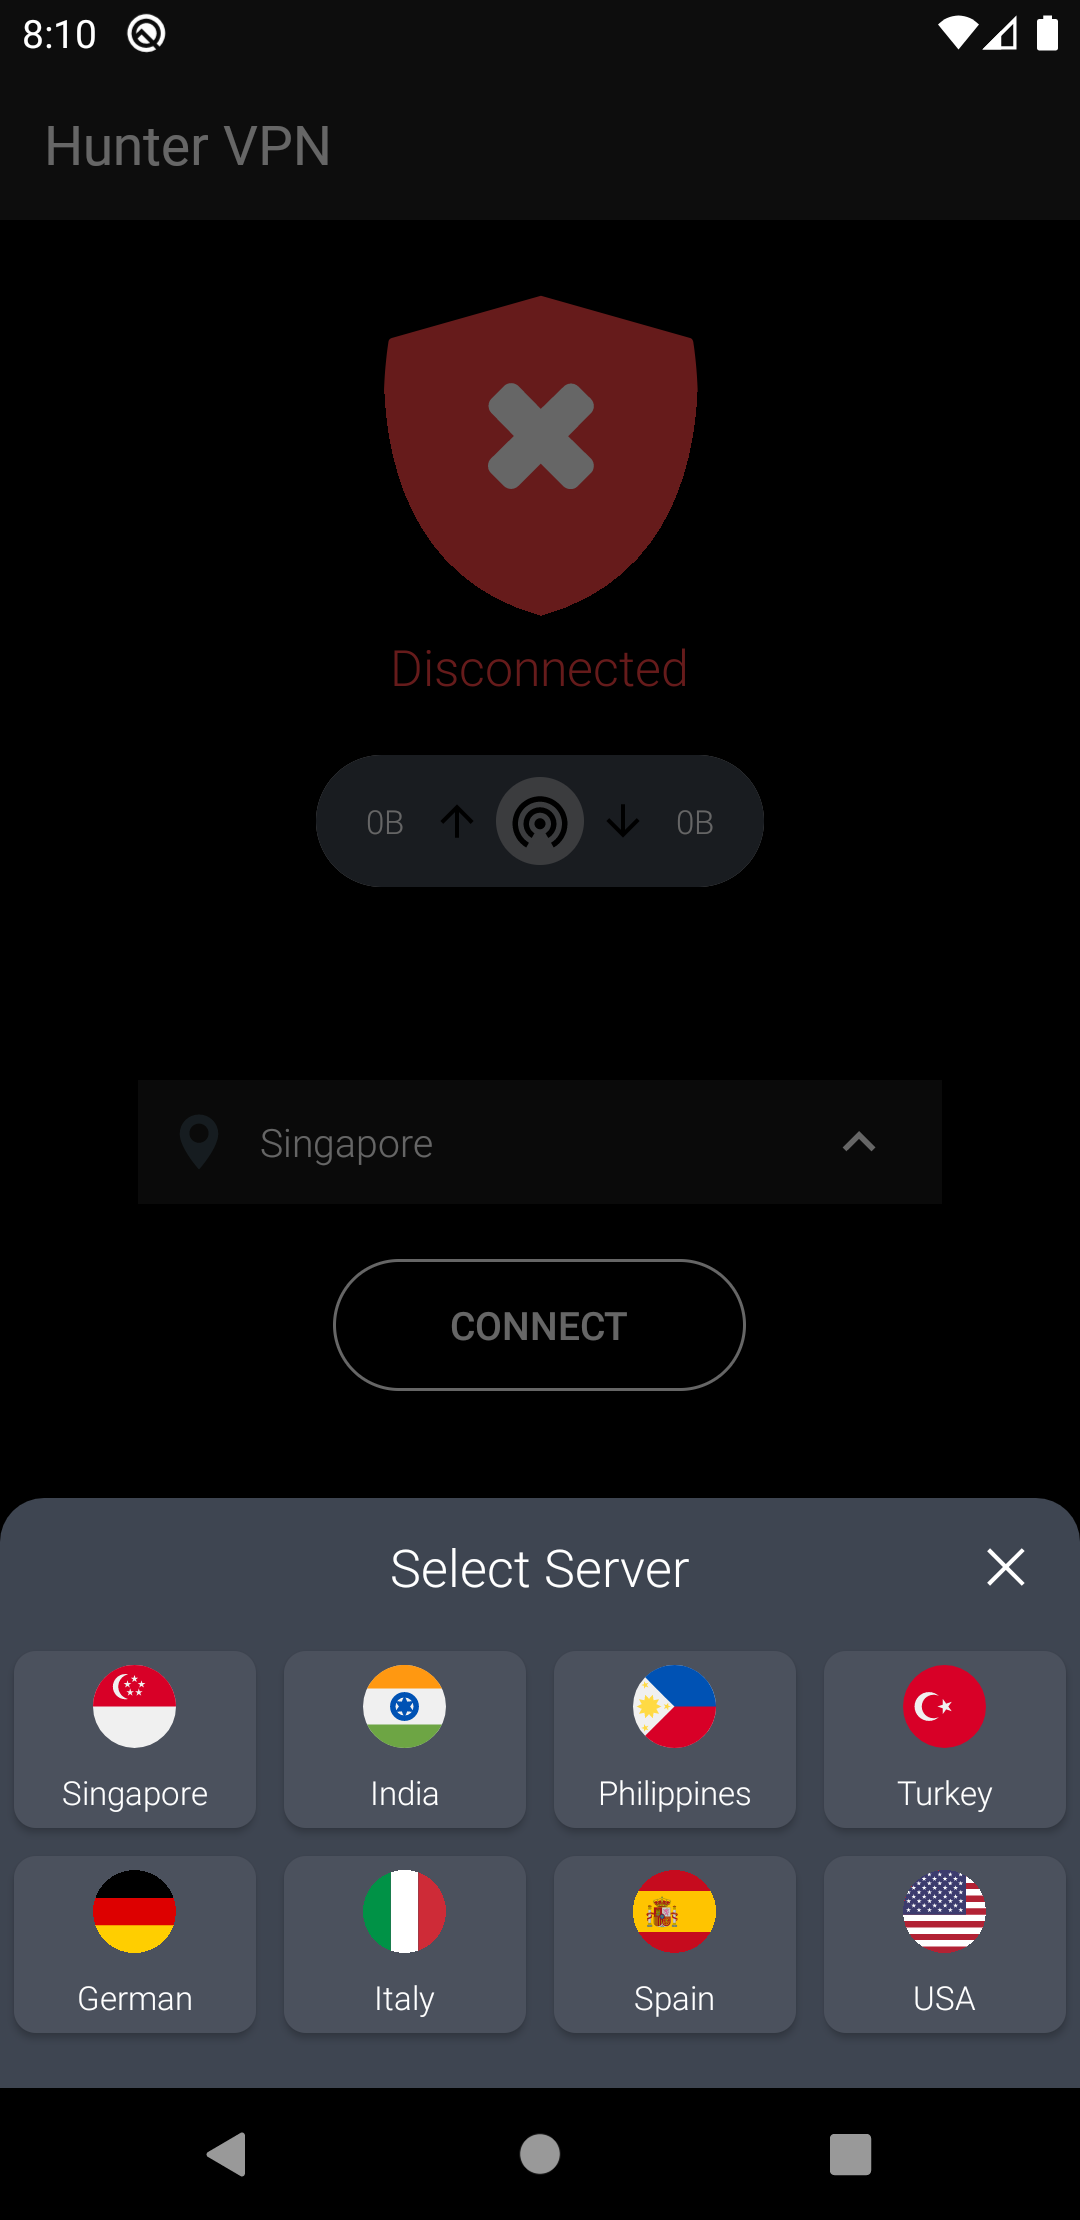 8:10
Hunter VPN
Disconnected
0B 0B
Singapore
CONNECT
Select Server
Singapore India Philippines Turkey
German Italy Spain USA